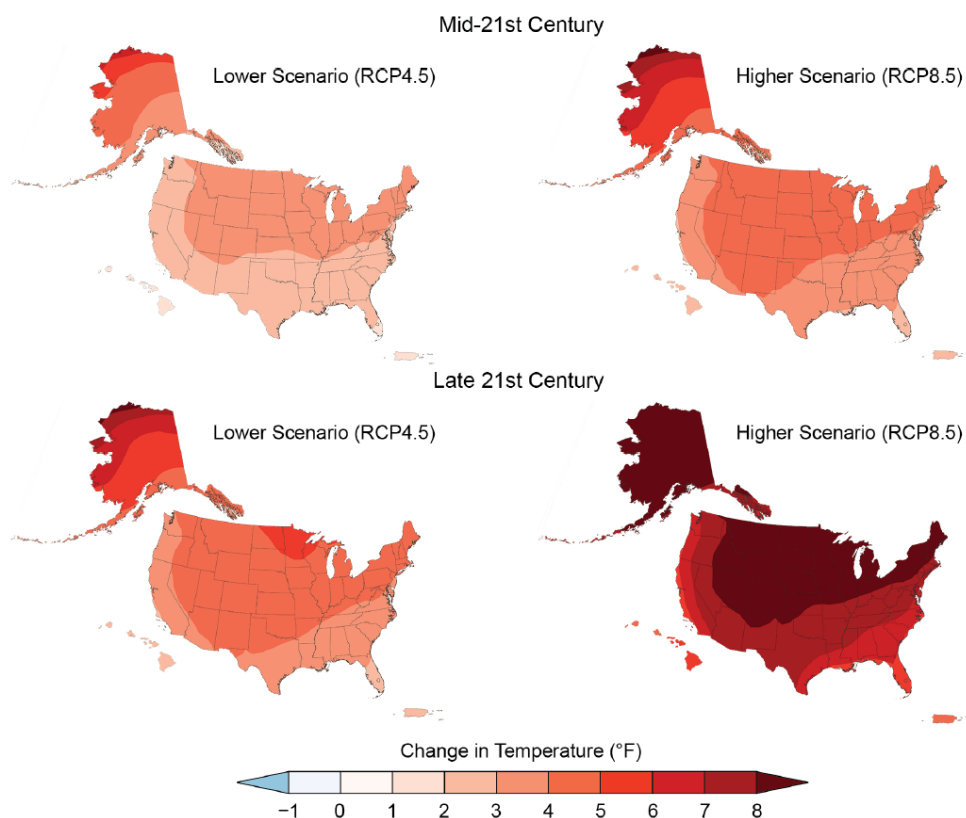 Mid-21st Century
Lower Scenario (RCP4.5)
Higher Scenario (RCP8.5)
Late 21st Century
Lower Scenario (RCP4.5)
Higher Scenario (RCP8.5)
Change in Temperature (°F)
−1 0 1 2 3 4 5 6 7 8